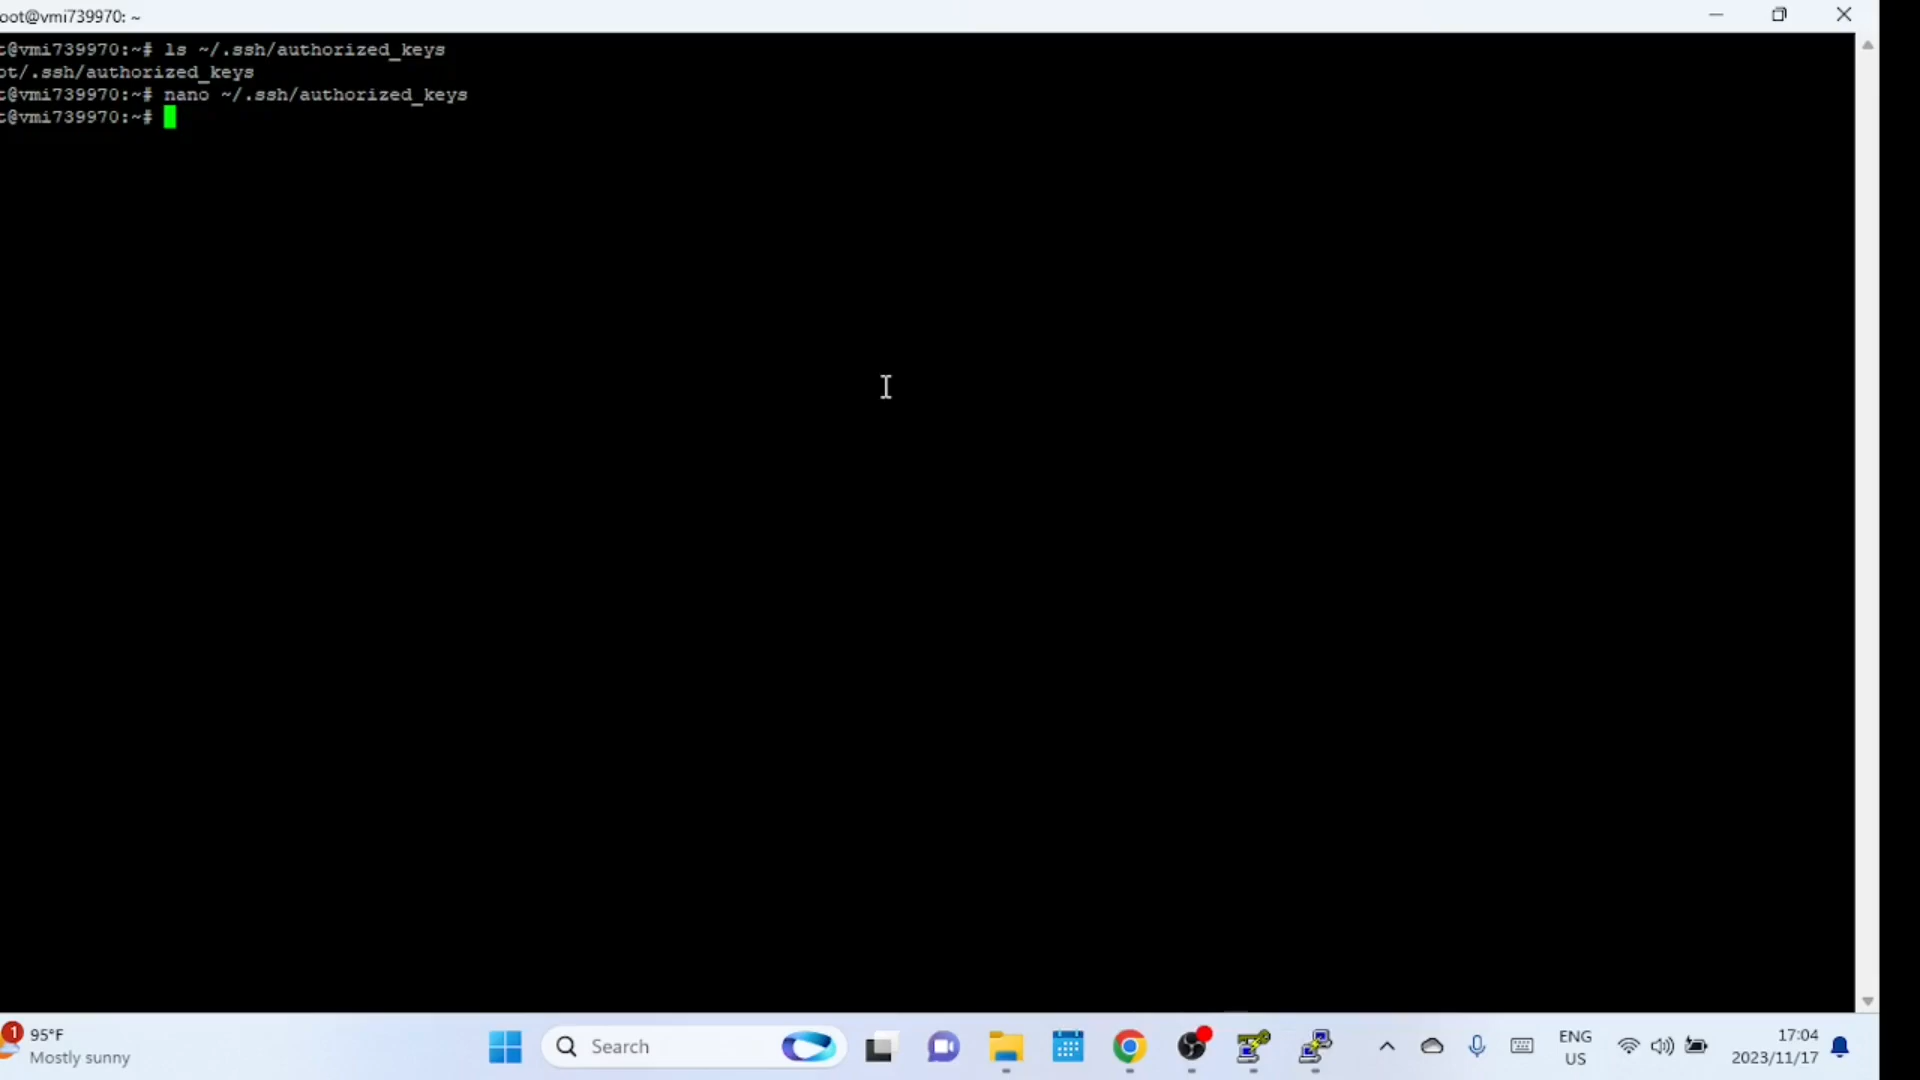 oot@vmi739970: ~
t@vmi739970:~# ls ~/.ssh/authorized_keys
ot/.ssh/authorized_keys
t@vmi739970:~# nano ~/.ssh/authorized_keys
t@vmi739970:~#
1
95°F
Mostly sunny
Search
ENG
US
17:04
2023/11/17